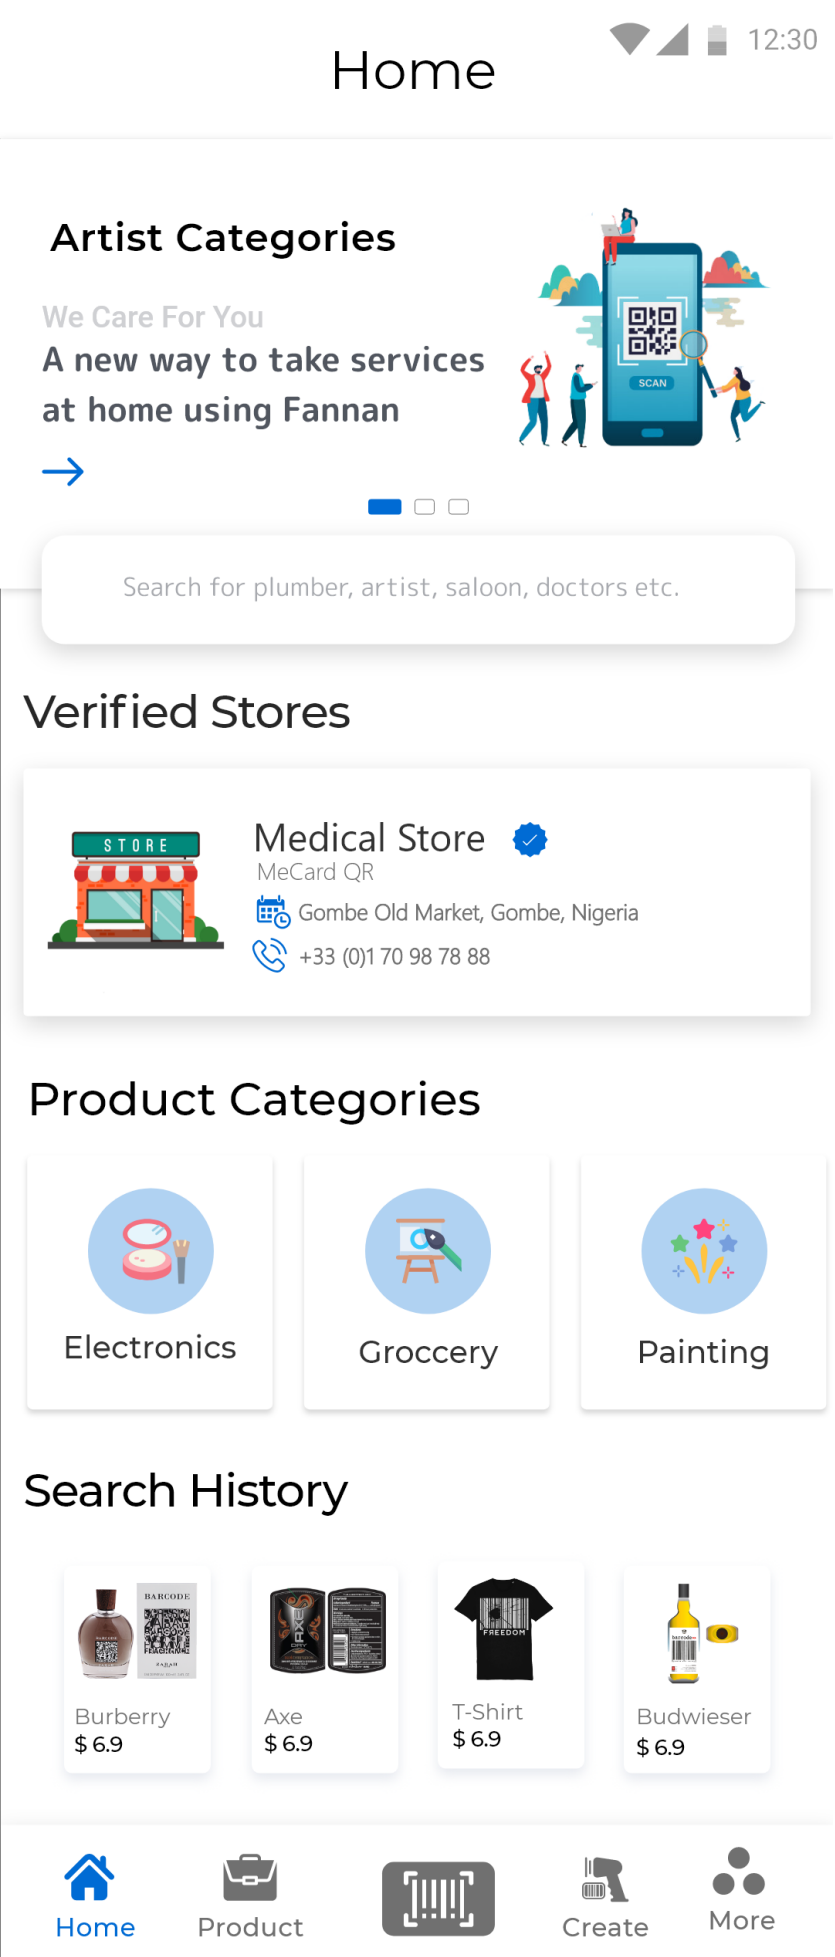 12:30
Home
Artist Categories
We Care For You
A new way to take services
at home using Fannan
SCAN
Search for plumber, artist, saloon, doctors etc.
Verified Stores
STORE
Medical Store
MeCard QR
Gombe Old Market, Gombe, Nigeria
+33 (0)1 70 98 78 88
Product Categories
Electronics
Groccery
Painting
Search History
BARCODE
AXE
DRY
FREEDOM
barcode
Burberry
$ 6.9
Axe
$ 6.9
T-Shirt
$ 6.9
Budwieser
$ 6.9
Home
Product
Create
More